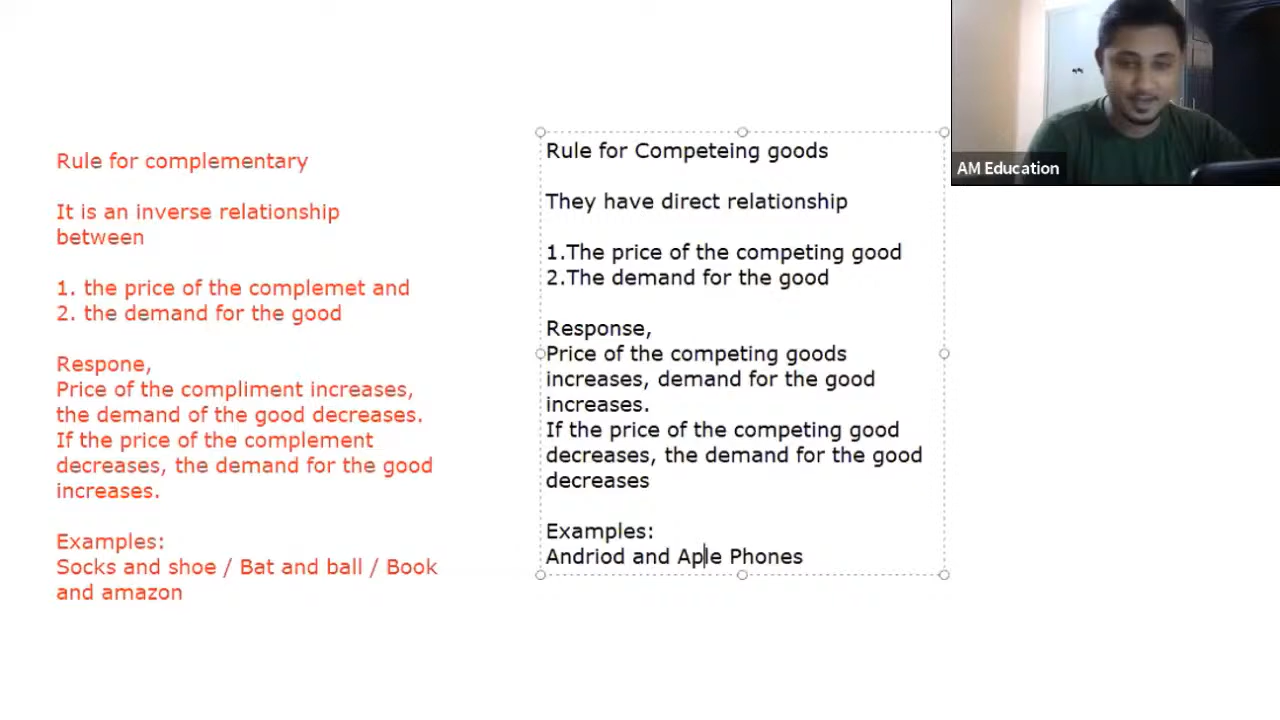 Rule for complementary
It is an inverse relationship
between
1. the price of the complemet and
2. the demand for the good
Respone,
Price of the compliment increases,
the demand of the good decreases.
If the price of the complement
decreases, the demand for the good
increases.
Examples:
Socks and shoe / Bat and ball / Book
and amazon
Rule for Competeing goods
They have direct relationship
1.The price of the competing good
2.The demand for the good
Response,
Price of the competing goods
increases, demand for the good
increases.
If the price of the competing good
decreases, the demand for the good
decreases
Examples:
Andriod and Aple Phones
AM Education